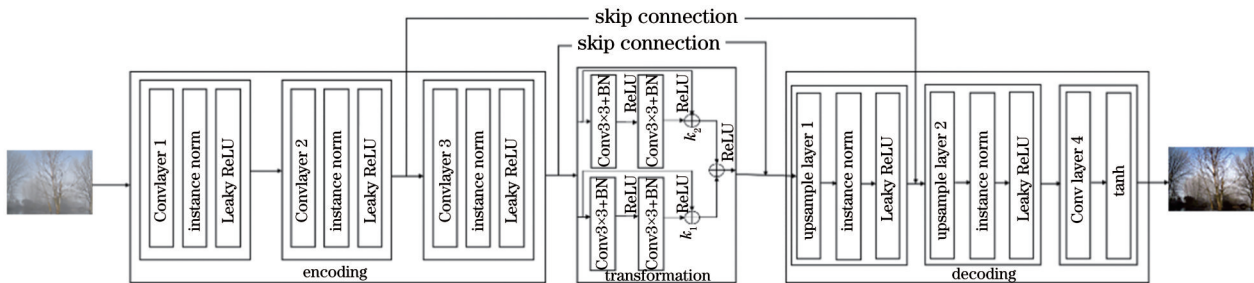 skip connection
skip connection
Convlayer 1
instance norm
Leaky ReLU
Convlayer 2
instance norm
Leaky ReLU
Convlayer 3
instance norm
Leaky ReLU
encoding
Conv3×3+BN
ReLU
Conv3×3+BN
ReLU
k2
Conv3×3+BN
ReLU
Conv3×3+BN
ReLU
k1
ReLU
transformation
upsample layer 1
instance norm
Leaky ReLU
upsample layer 2
instance norm
Leaky ReLU
Conv layer 4
tanh
decoding